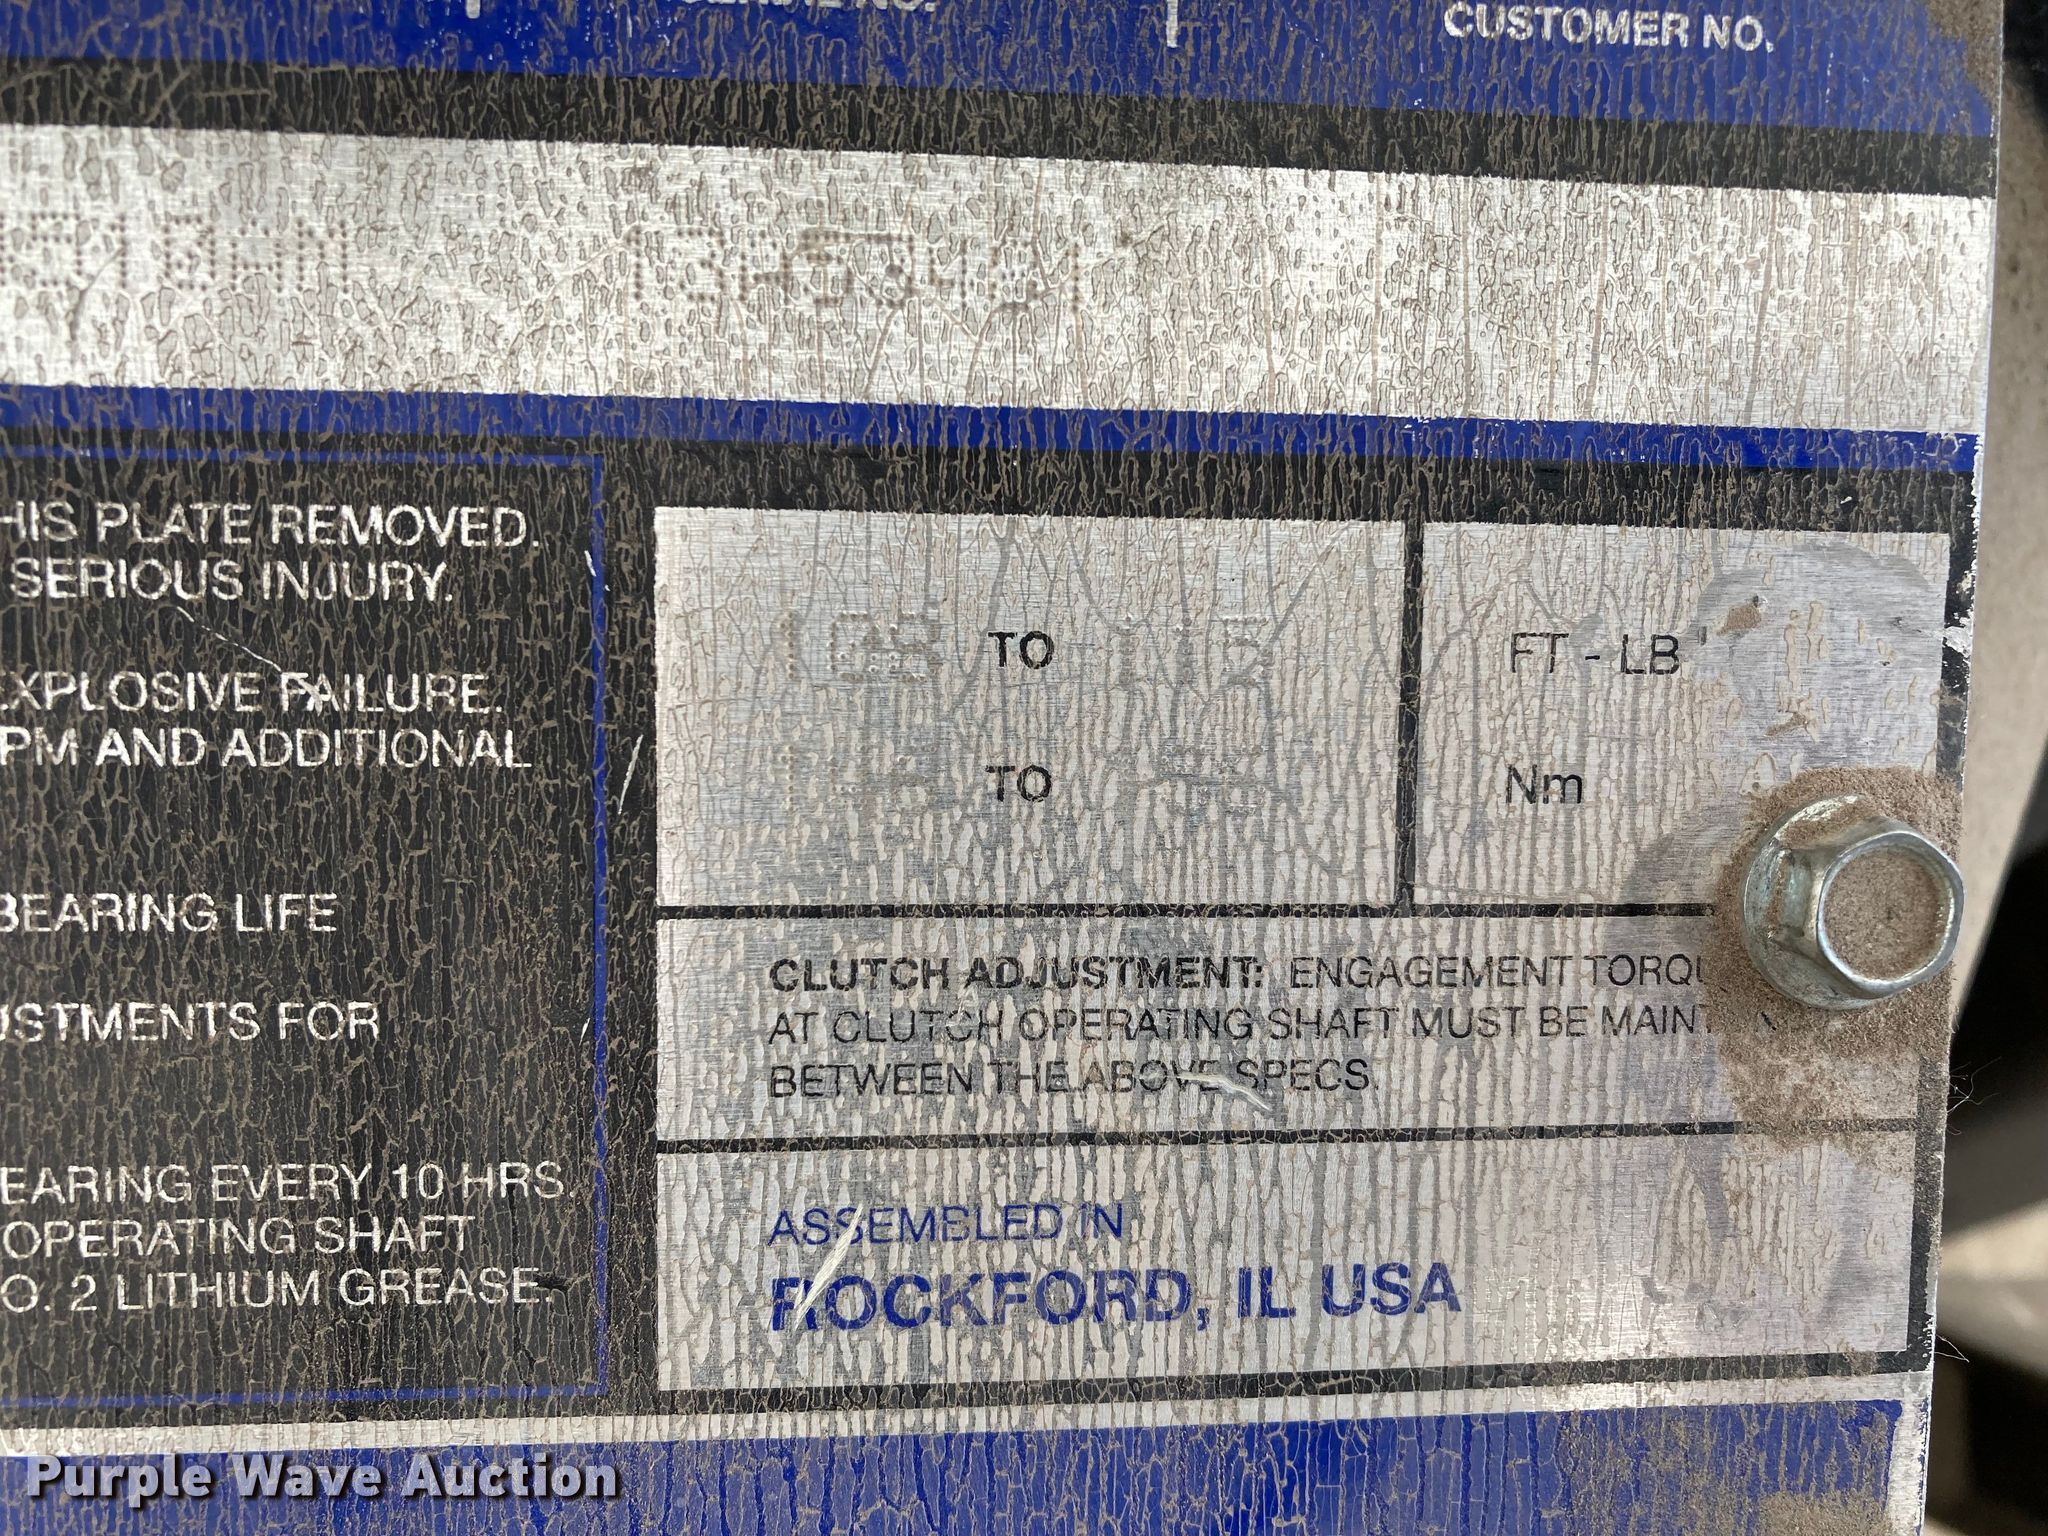 CUSTOMER NO.
HIS PLATE REMOVED.
SERIOUS INJURY.
XPLOSIVE FAILURE.
PM AND ADDITIONAL
BEARING LIFE
USTMENTS FOR
EARING EVERY 10 HRS.
OPERATING SHAFT
O. 2 LITHIUM GREASE.
TO FT - LB
TO Nm
CLUTCH ADJUSTMENT: ENGAGEMENT TORQU
AT CLUTCH OPERATING SHAFT MUST BE MAINT
BETWEEN THE ABOVE SPECS.
ASSEMBLED IN
ROCKFORD, IL USA
Purple Wave Auction